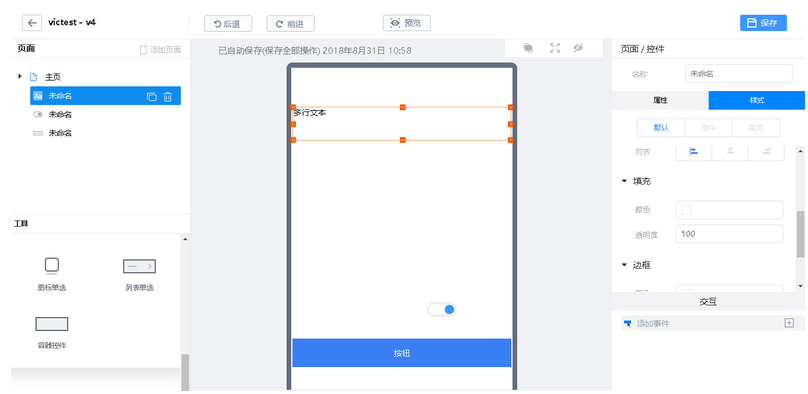 victest - v4
后退
前进
预览
保存
页面
添加页面
已自动保存(保存全部操作) 2018年8月31日 10:58
页面 / 控件
主页
未命名
未命名
未命名
多行文本
按钮
工具
图标单选
列表单选
容器控件
名称
未命名
属性
样式
默认
选中
对齐
填充
颜色
透明度
100
边框
交互
添加事件